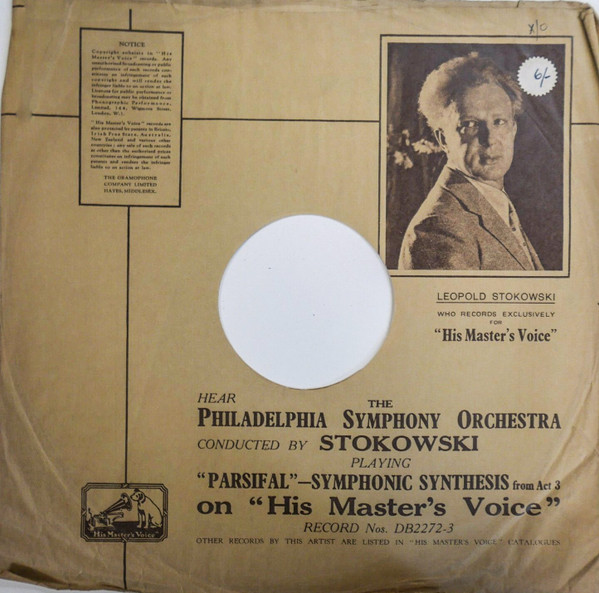 x/o
6/-
NOTICE
Copyright subsists in "His
Master's Voice" records. Any
unauthorised broadcasting or public
performance of such records con-
stitutes an infringement of such
copyright and will render the
infringer liable to an action at law.
Licences for public performance or
broadcasting may be obtained from
Phonographic Performance,
Limited,
London, W.1.
"His Master's Voice" records are
also protected by patents in Britain,
Irish Free State, Australia,
New Zealand and various other
countries; any sale of such records
at other than the authorised prices
constitutes an infringement of such
patents and renders the infringer
liable to an action at law.
THE GRAMOPHONE
COMPANY LIMITED
HAYES, MIDDLESEX.
LEOPOLD STOKOWSKI
WHO RECORDS EXCLUSIVELY
FOR
"His Master's Voice"
HEAR THE
PHILADELPHIA SYMPHONY ORCHESTRA
CONDUCTED BY STOKOWSKI
PLAYING
"PARSIFAL"—SYMPHONIC SYNTHESIS from Act 3
on "His Master's Voice"
RECORD Nos. DB2272-3
OTHER RECORDS BY THIS ARTIST ARE LISTED IN "HIS MASTER'S VOICE" CATALOGUES
"His Master's Voice"